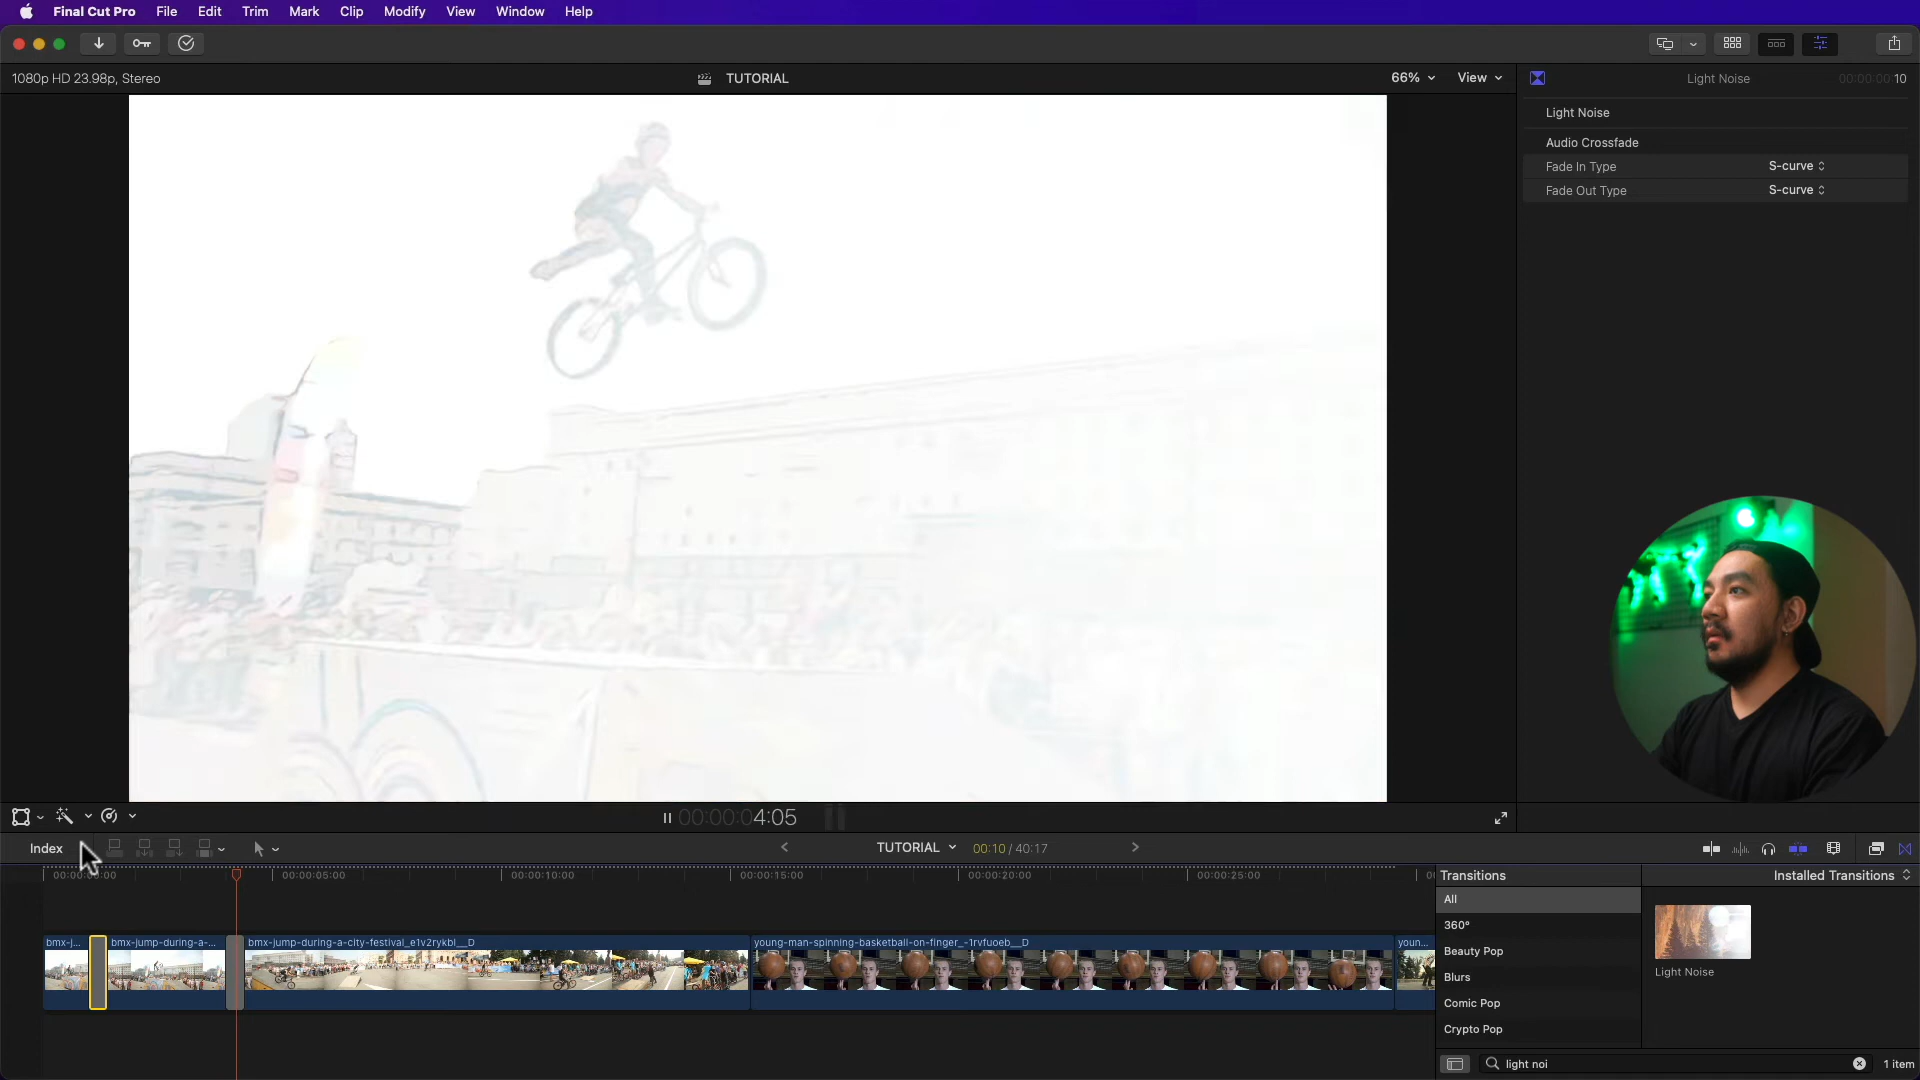 Final Cut Pro File Edit Trim Mark Clip Modify View Window Help
1080p HD 23.98p, Stereo
TUTORIAL
66%
View
Light Noise
00:00:00:10
Light Noise
Audio Crossfade
Fade In Type
S-curve
Fade Out Type
S-curve
00:00:04:05
Index
TUTORIAL
00:10 / 40:17
00:00:00:00
00:00:05:00
00:00:10:00
00:00:15:00
00:00:20:00
00:00:25:00
bmx-j...
bmx-jump-during-a-...
bmx-jump-during-a-city-festival_e1v2rykbl__D
young-man-spinning-basketball-on-finger_-1rvfuoeb__D
youn...
Transitions
Installed Transitions
All
360°
Beauty Pop
Blurs
Comic Pop
Crypto Pop
Light Noise
light noi
1 item